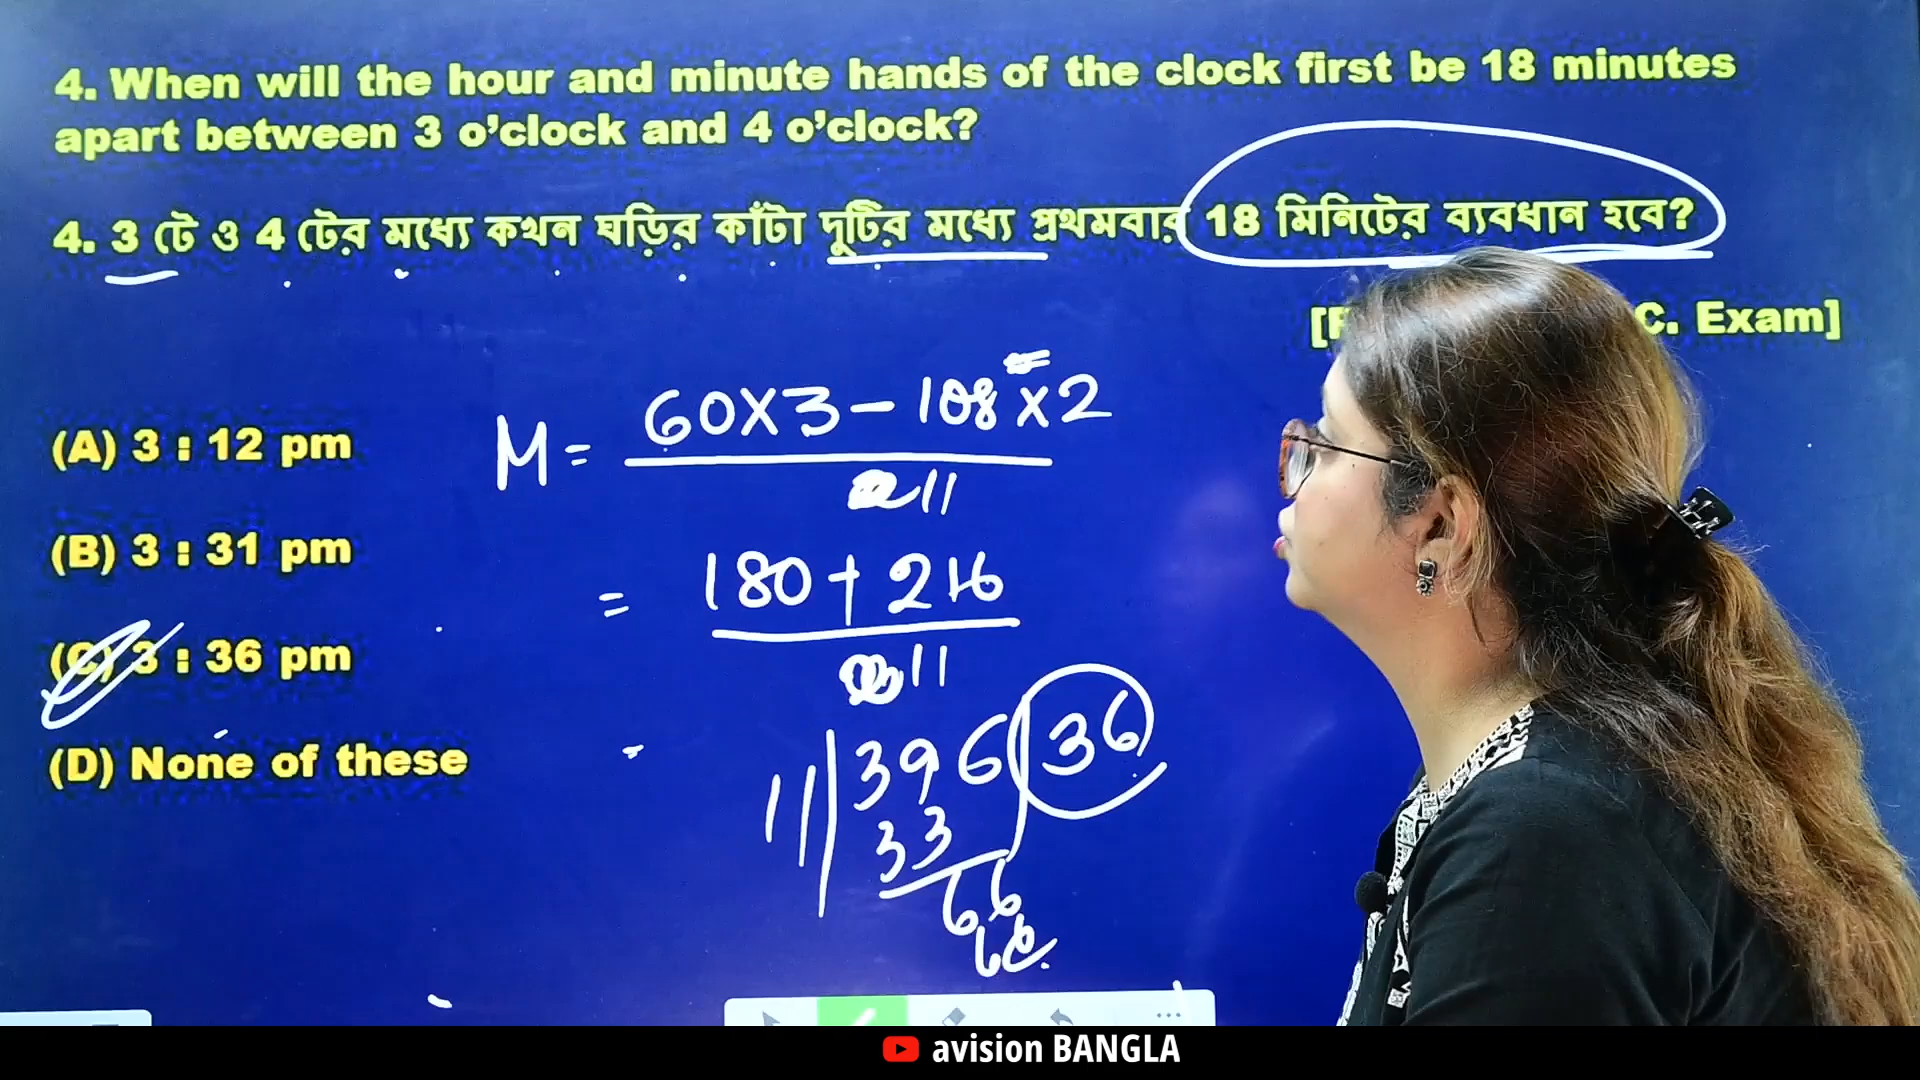 4. When will the hour and minute hands of the clock first be 18 minutes
apart between 3 o'clock and 4 o'clock?
4. 3 টে ও 4 টের মধ্যে কখন ঘড়ির কাঁটা দুটির মধ্যে প্রথমবার 18 মিনিটের ব্যবধান হবে?
C. Exam]
(A) 3 : 12 pm
(B) 3 : 31 pm
(C) 3 : 36 pm
(D) None of these
M = 60X3 - 108 x 2
11
= 180 + 216
11
11 396 36
33
66
66
avision BANGLA